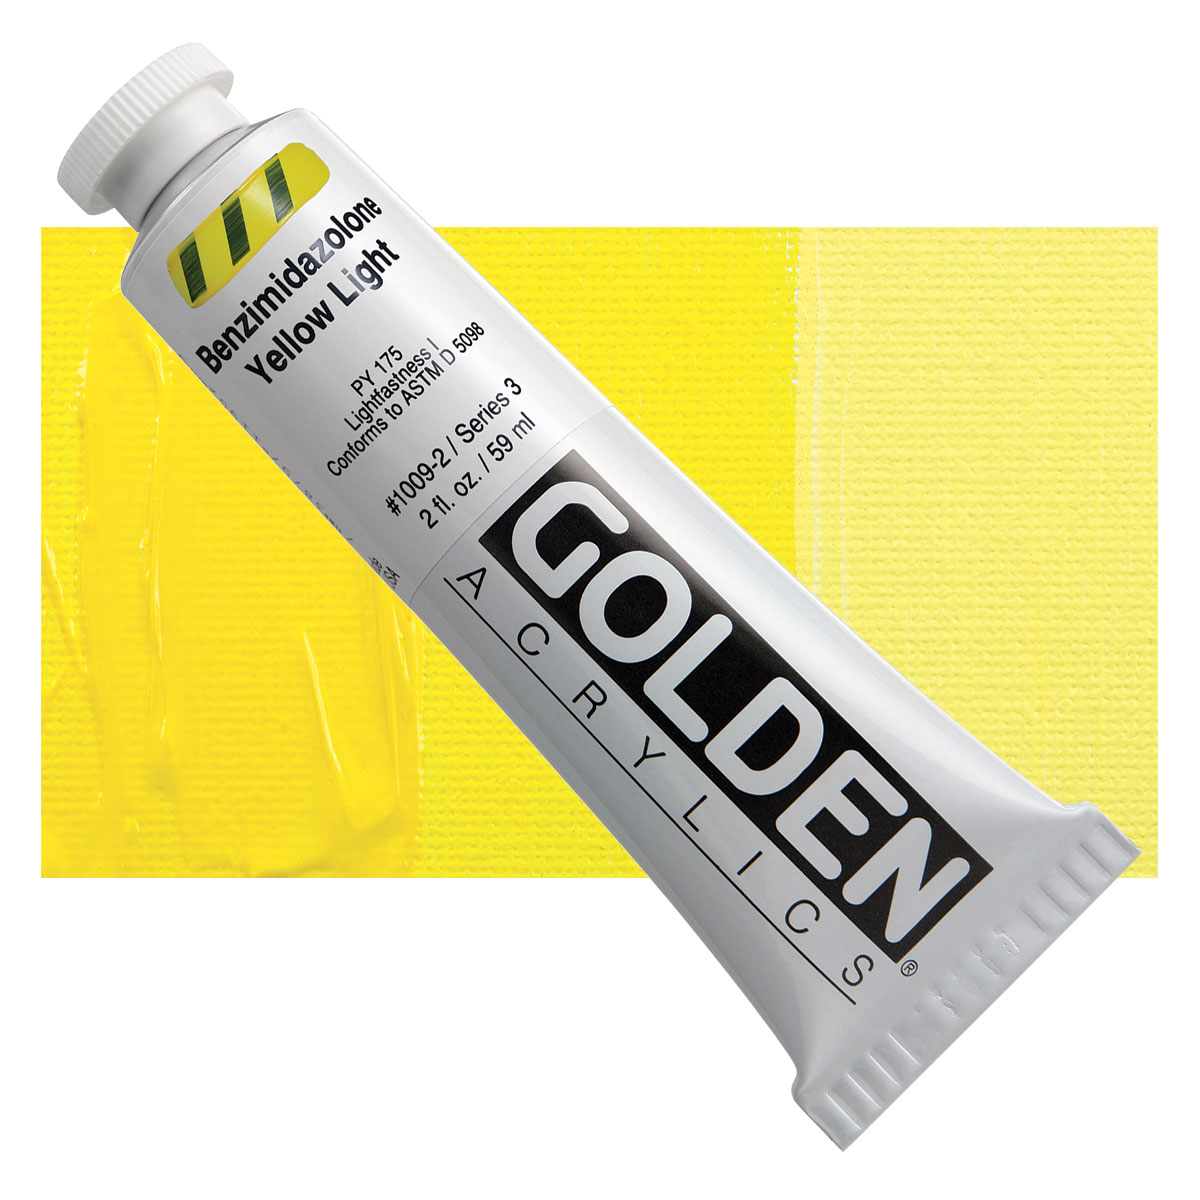 Benzimidazolone
Yellow Light
PY 175
Lightfastness I
Conforms to ASTM D 5098
#1009-2 / Series 3
2 fl. oz. / 59 ml
GOLDEN®
ACRYLICS